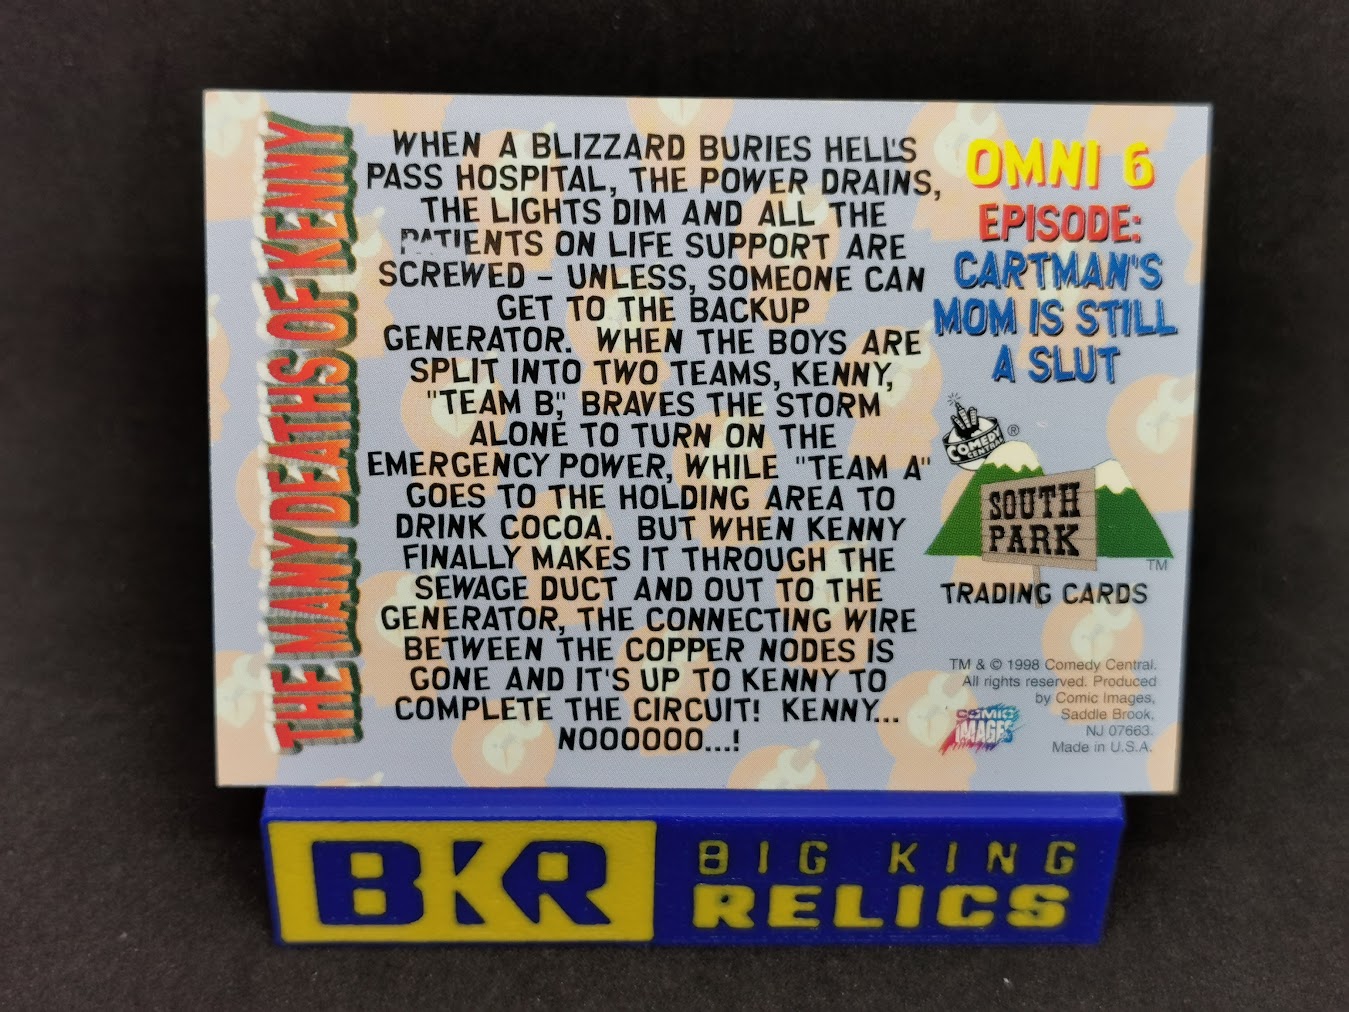 THE MANY DEATHS OF KENNY
WHEN A BLIZZARD BURIES HELL'S
PASS HOSPITAL, THE POWER DRAINS,
THE LIGHTS DIM AND ALL THE
PATIENTS ON LIFE SUPPORT ARE
SCREWED – UNLESS, SOMEONE CAN
GET TO THE BACKUP
GENERATOR. WHEN THE BOYS ARE
SPLIT INTO TWO TEAMS, KENNY,
"TEAM B," BRAVES THE STORM
ALONE TO TURN ON THE
EMERGENCY POWER, WHILE "TEAM A"
GOES TO THE HOLDING AREA TO
DRINK COCOA. BUT WHEN KENNY
FINALLY MAKES IT THROUGH THE
SEWAGE DUCT AND OUT TO THE
GENERATOR, THE CONNECTING WIRE
BETWEEN THE COPPER NODES IS
GONE AND IT'S UP TO KENNY TO
COMPLETE THE CIRCUIT! KENNY...
NOOOOOO...!
OMNI 6
EPISODE:
CARTMAN'S
MOM IS STILL
A SLUT
COMEDY
CENTRAL
®
SOUTH
PARK
TM
TRADING CARDS
TM & © 1998 Comedy Central.
All rights reserved. Produced
by Comic Images,
Saddle Brook,
NJ 07663.
Made in U.S.A.
COMIC
IMAGES
BKR
BIG KING
RELICS